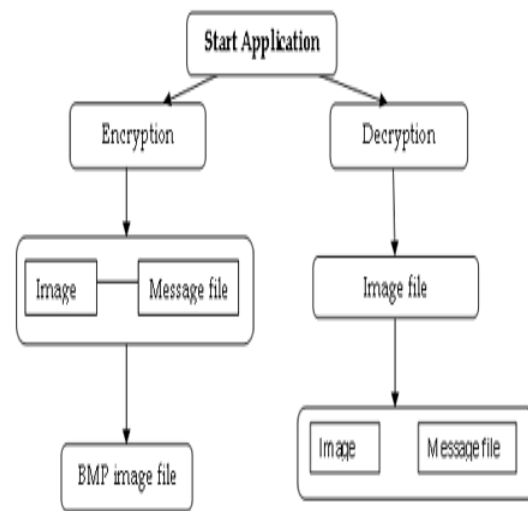 Start Application
Encryption
Decryption
Image
Message file
Image file
BMP image file
Image
Message file